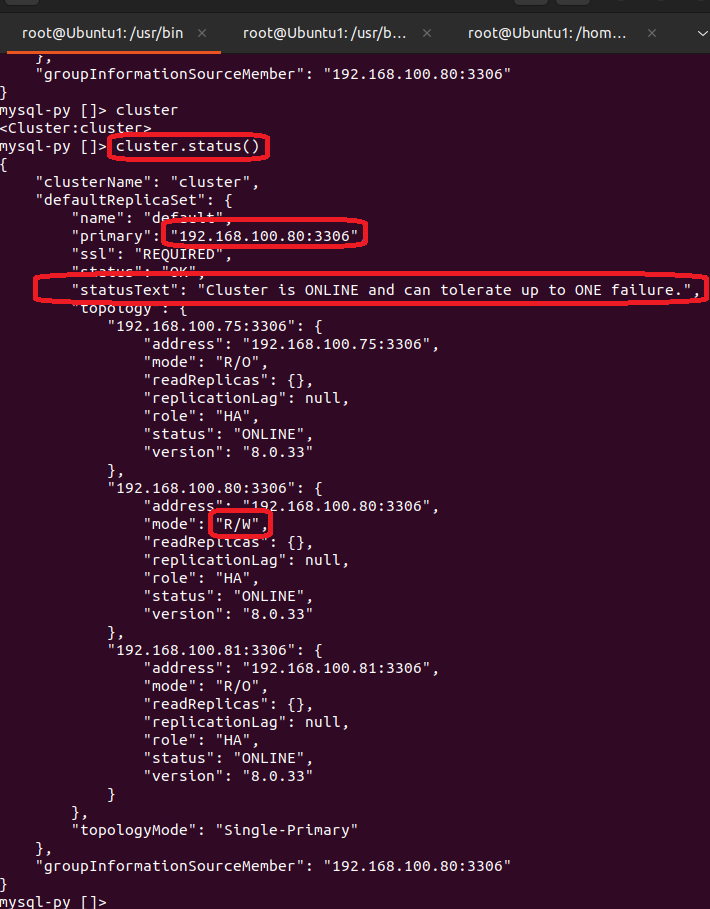 root@Ubuntu1: /usr/bin × root@Ubuntu1: /usr/b... × root@Ubuntu1: /hom... ×
    },
    "groupInformationSourceMember": "192.168.100.80:3306"
}
mysql-py []> cluster
<Cluster:cluster>
mysql-py []> cluster.status()
{
    "clusterName": "cluster",
    "defaultReplicaSet": {
        "name": "default",
        "primary": "192.168.100.80:3306"
        "ssl": "REQUIRED",
        "status": "OK",
        "statusText": "Cluster is ONLINE and can tolerate up to ONE failure.",
        "topology": {
            "192.168.100.75:3306": {
                "address": "192.168.100.75:3306",
                "mode": "R/O",
                "readReplicas": {},
                "replicationLag": null,
                "role": "HA",
                "status": "ONLINE",
                "version": "8.0.33"
            },
            "192.168.100.80:3306": {
                "address": "192.168.100.80:3306",
                "mode": "R/W",
                "readReplicas": {},
                "replicationLag": null,
                "role": "HA",
                "status": "ONLINE",
                "version": "8.0.33"
            },
            "192.168.100.81:3306": {
                "address": "192.168.100.81:3306",
                "mode": "R/O",
                "readReplicas": {},
                "replicationLag": null,
                "role": "HA",
                "status": "ONLINE",
                "version": "8.0.33"
            }
        },
        "topologyMode": "Single-Primary"
    },
    "groupInformationSourceMember": "192.168.100.80:3306"
}
mysql-py []>